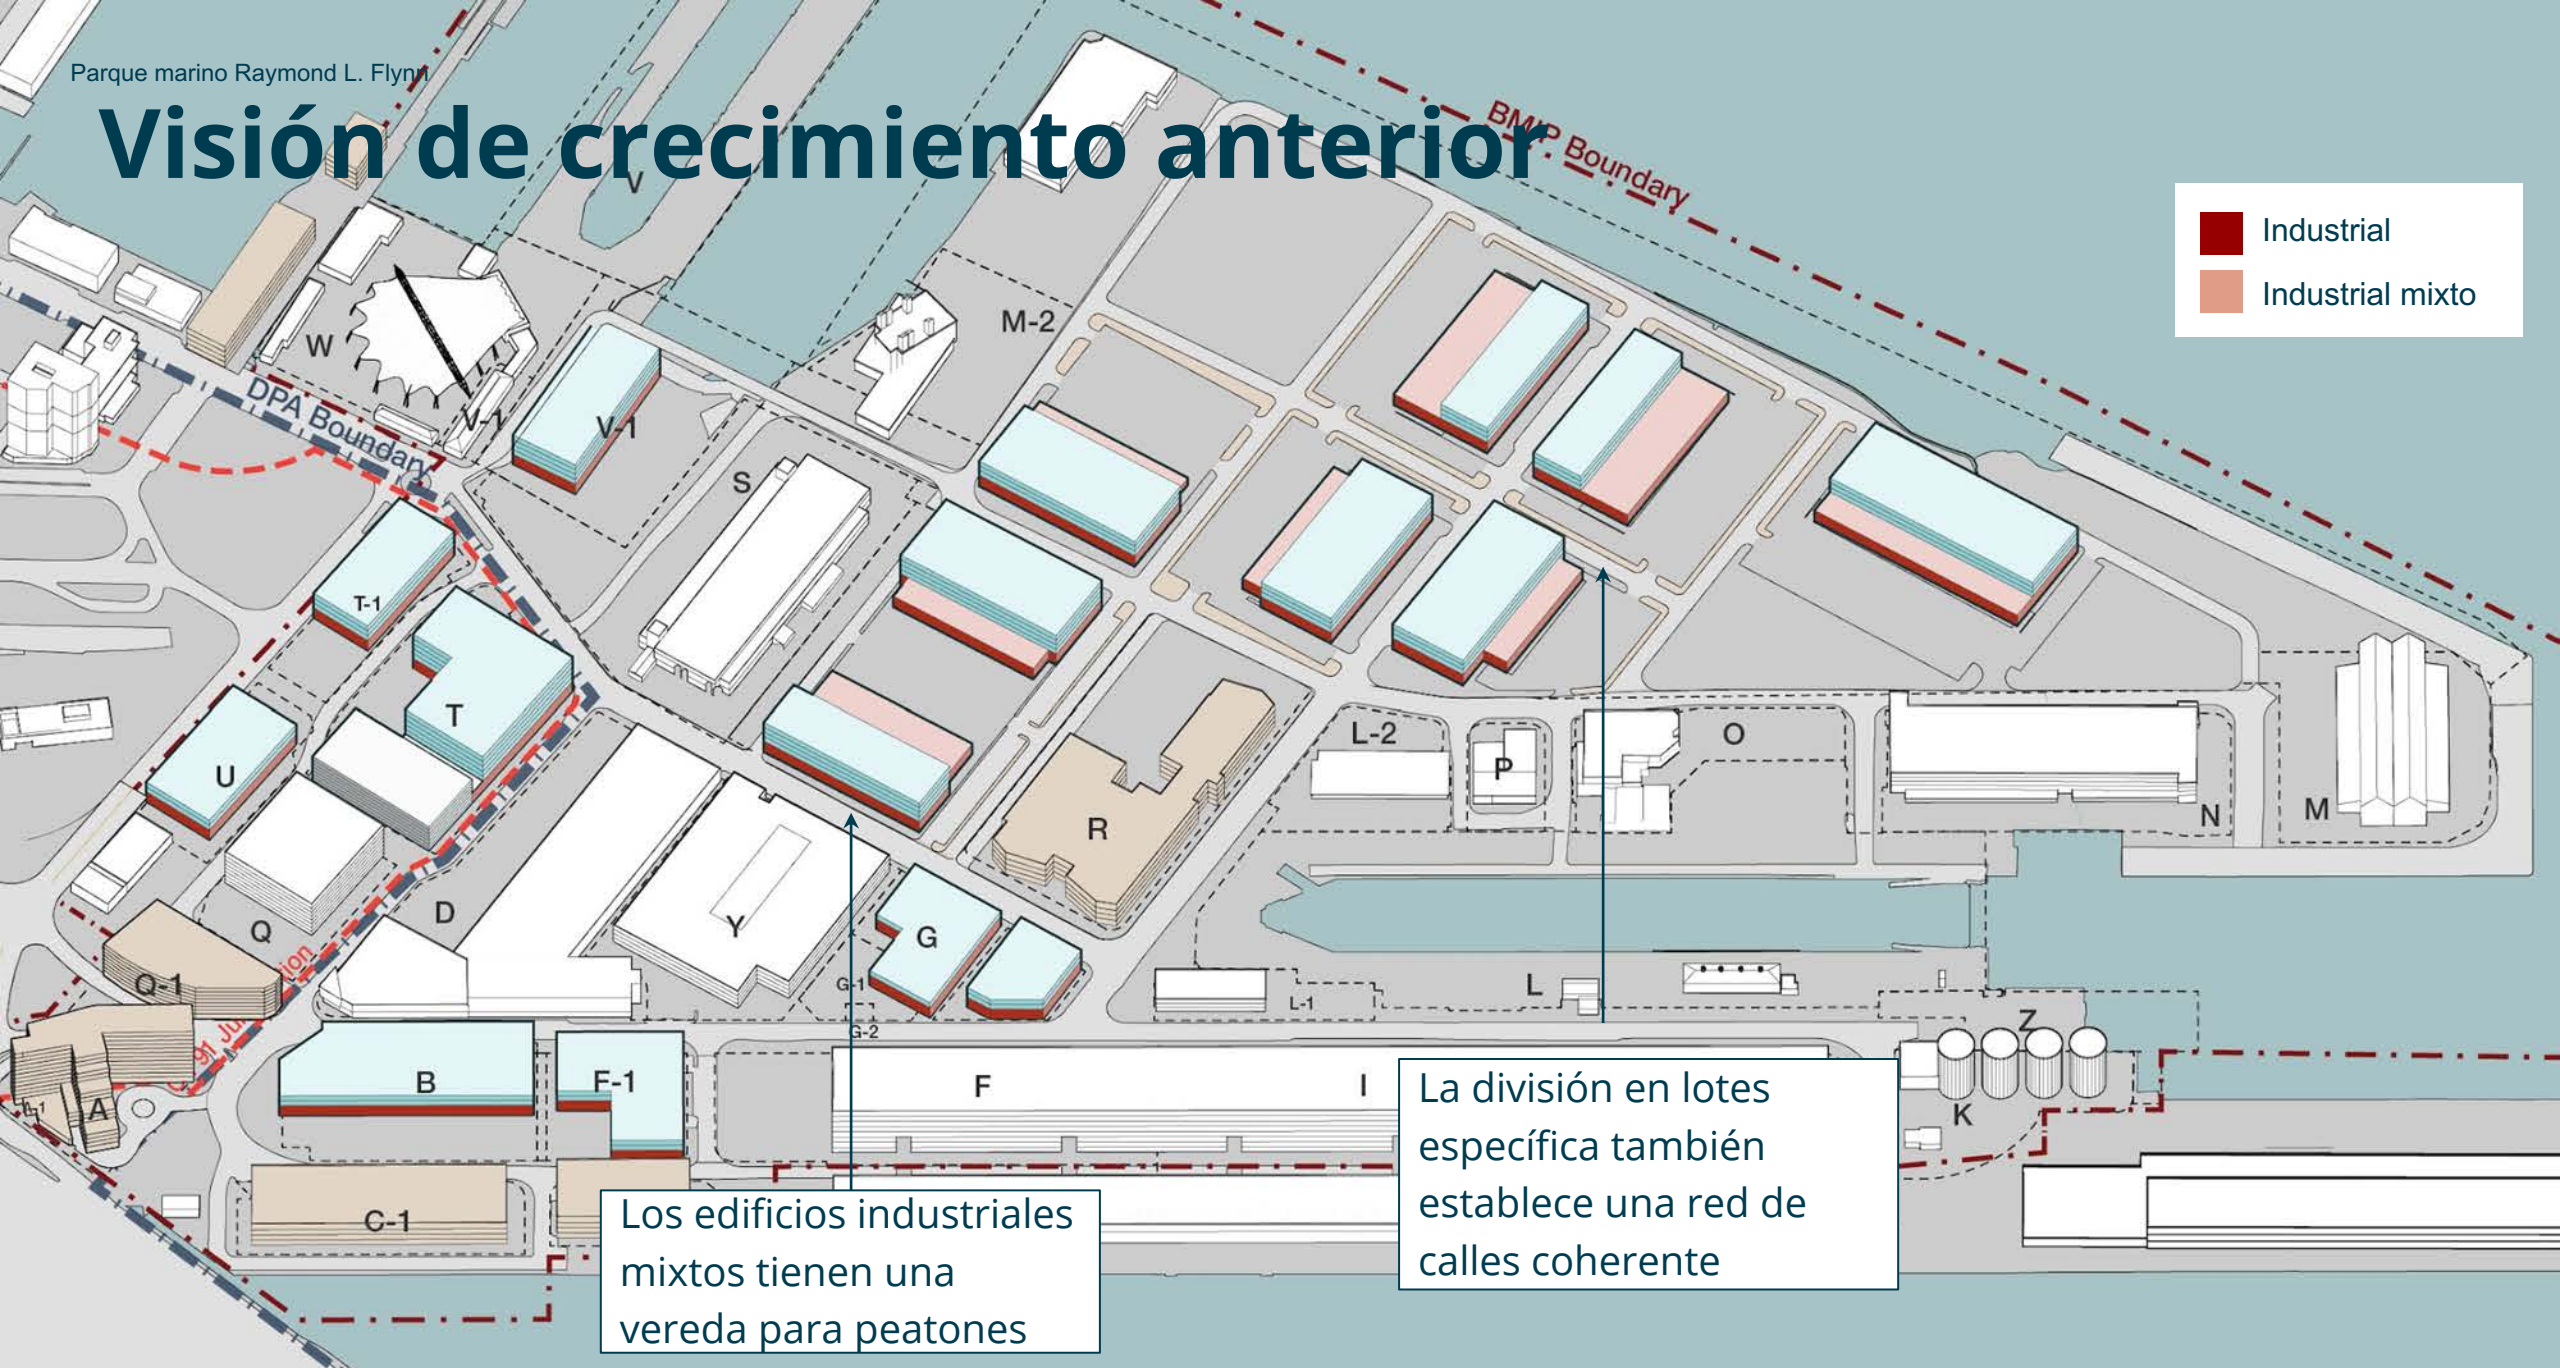 Parque marino Raymond L. Flynn
Visión de crecimiento anterior
BMIP Boundary
Industrial
Industrial mixto
V
M-2
W
DPA Boundary
V-1
V-1
S
T-1
T
U
L-2
P
O
N
M
R
D
Y
Q
G
Q-1
G-1
L
L-1
G-2
Z
B
F-1
F
I
K
A
C-1
La división en lotes
específica también
establece una red de
calles coherente
Los edificios industriales
mixtos tienen una
vereda para peatones